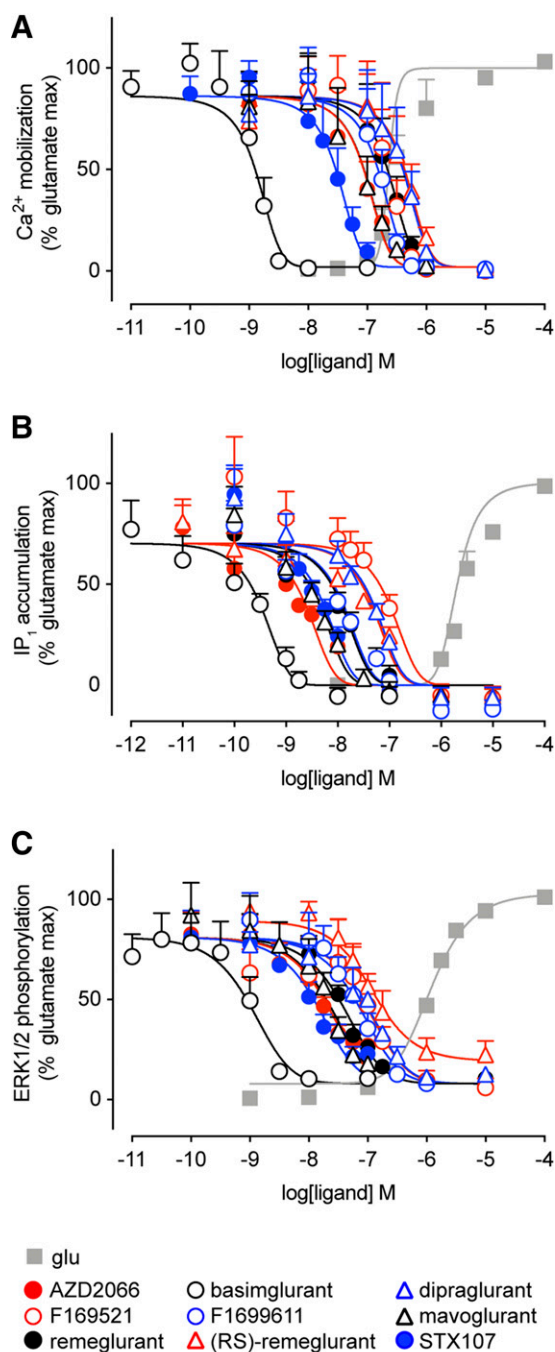 A
Ca²⁺ mobilization
(% glutamate max)
100
50
0
-11 -10 -9 -8 -7 -6 -5 -4
log[ligand] M
B
IP₁ accumulation
(% glutamate max)
100
50
0
-12 -11 -10 -9 -8 -7 -6 -5 -4
log[ligand] M
C
ERK1/2 phosphorylation
(% glutamate max)
100
50
0
-11 -10 -9 -8 -7 -6 -5 -4
log[ligand] M
glu
AZD2066 basimglurant dipraglurant
F169521 F1699611 mavoglurant
remeglurant (RS)-remeglurant STX107